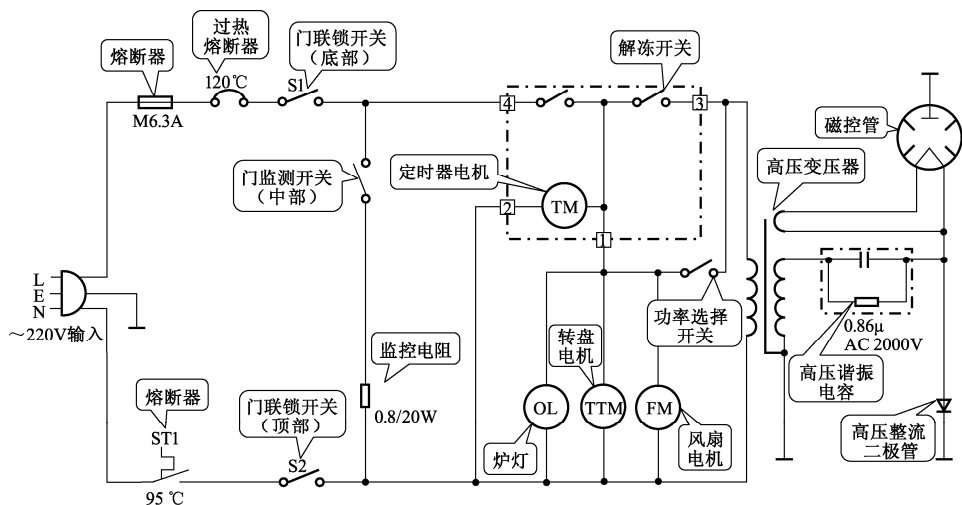 过热
熔断器
熔断器
门联锁开关
（底部）
解冻开关
120℃
S1
M6.3A
4
3
磁控管
门监测开关
（中部）
定时器电机
高压变压器
2
TM
1
L
E
N
～220V输入
功率选择
开关
0.86μ
AC 2000V
监控电阻
转盘
电机
高压谐振
电容
熔断器
门联锁开关
（顶部）
0.8/20W
OL
TTM
FM
ST1
S2
炉灯
风扇
电机
高压整流
二极管
95 ℃